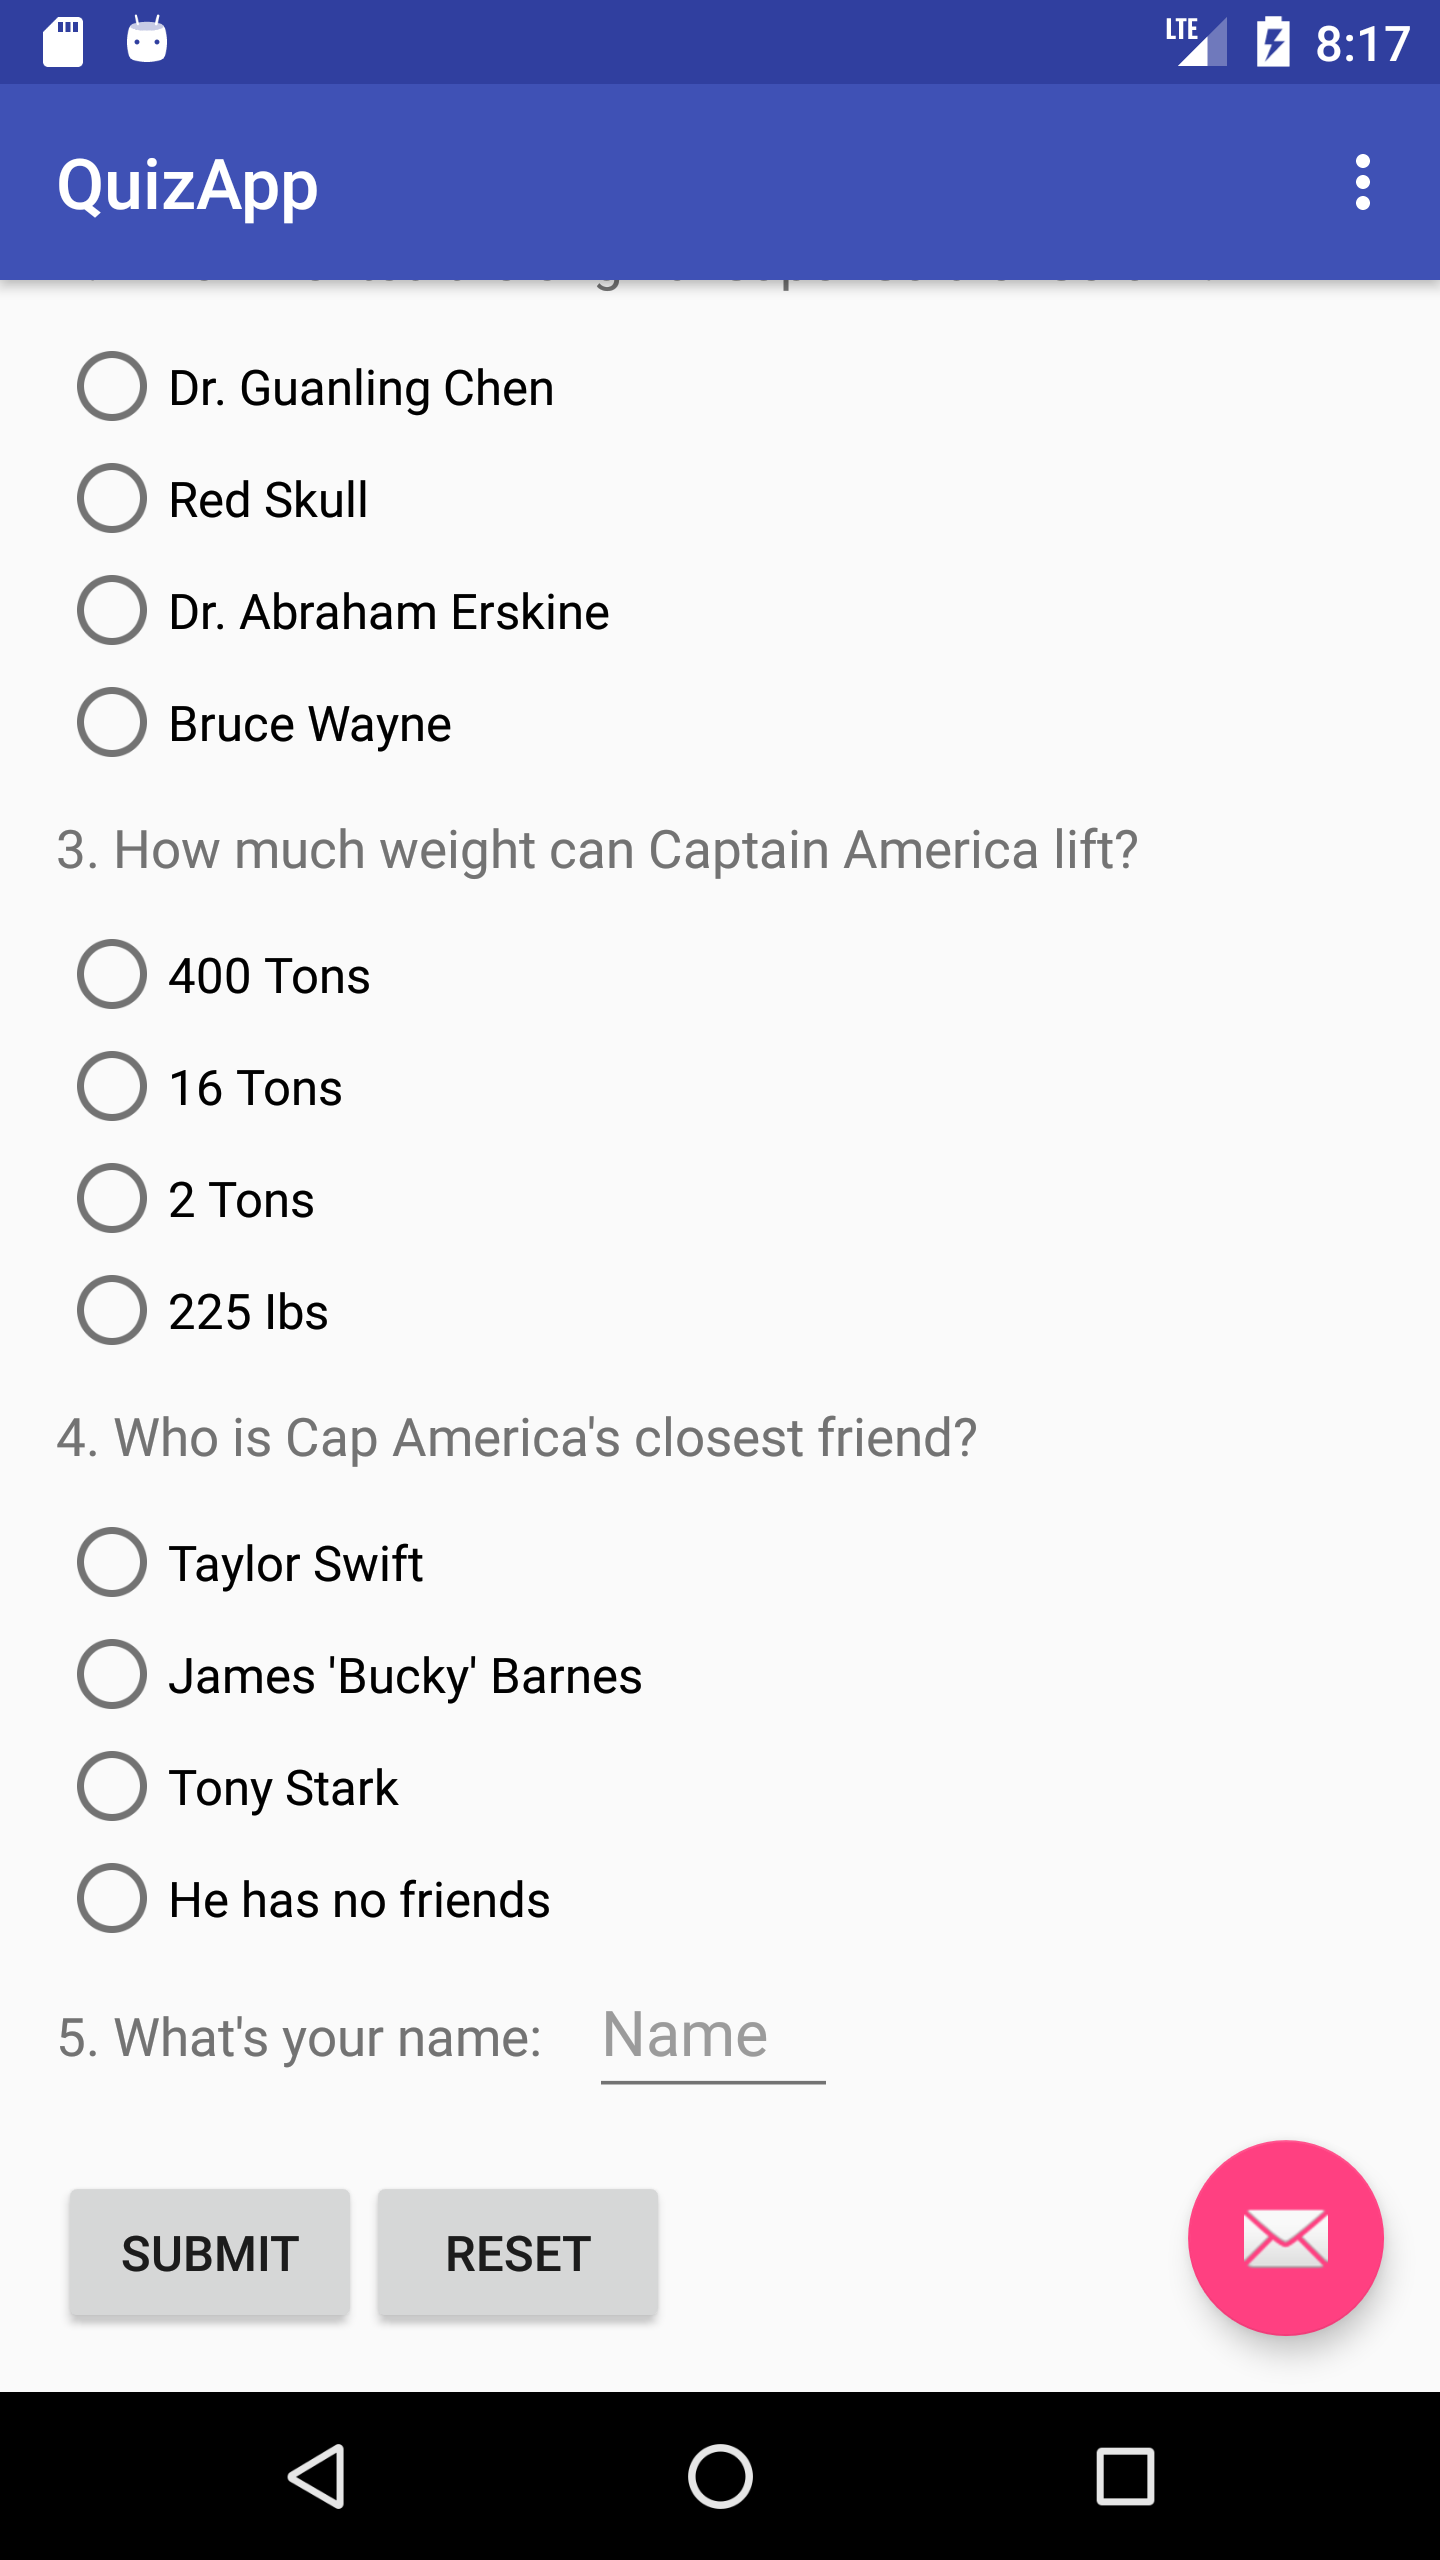 LTE 8:17
QuizApp
Dr. Guanling Chen
Red Skull
Dr. Abraham Erskine
Bruce Wayne
3. How much weight can Captain America lift?
400 Tons
16 Tons
2 Tons
225 lbs
4. Who is Cap America's closest friend?
Taylor Swift
James 'Bucky' Barnes
Tony Stark
He has no friends
5. What's your name: Name
SUBMIT RESET